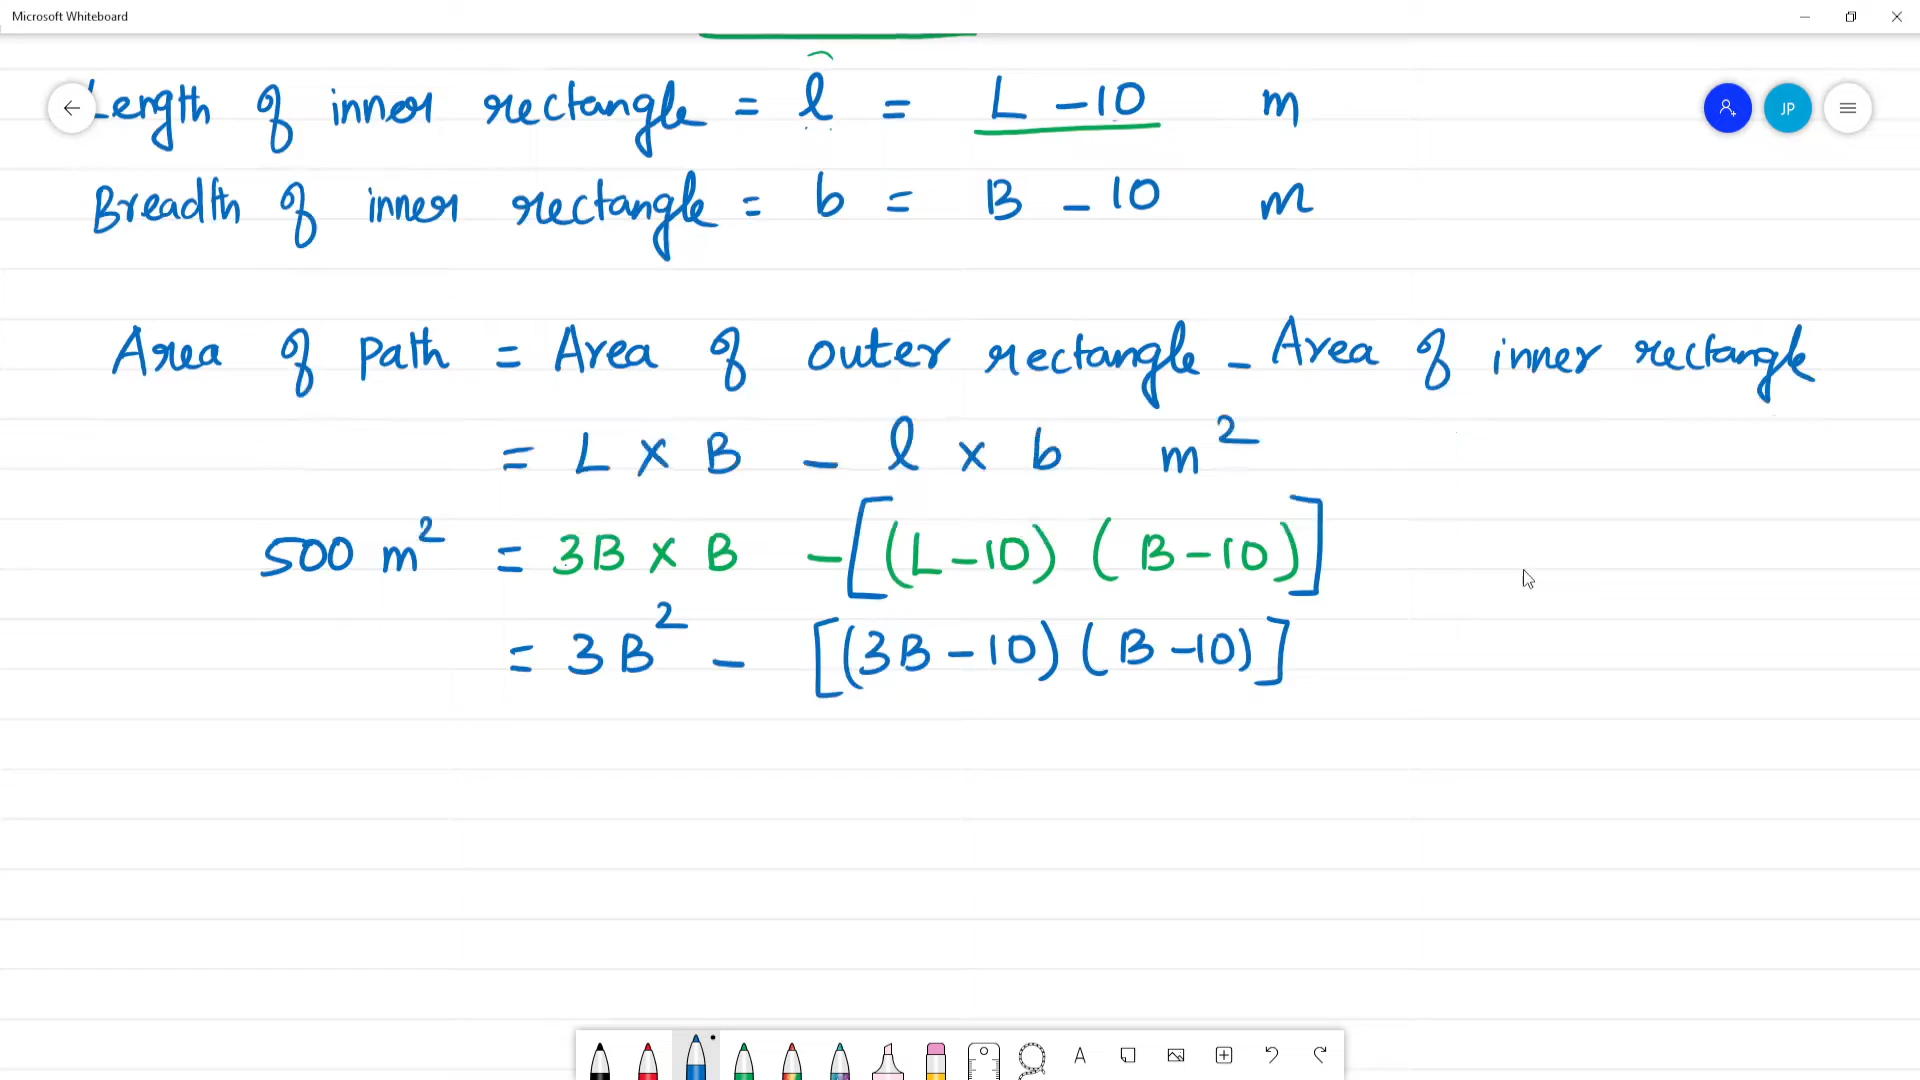 Microsoft Whiteboard
Length of inner rectangle = l = L - 10 m
JP
Breadth of inner rectangle = b = B - 10 m
Area of path = Area of outer rectangle - Area of inner rectangle
= L × B - l × b m²
500 m² = 3B × B - [(L-10) (B-10)]
= 3B² - [(3B-10) (B-10)]
A